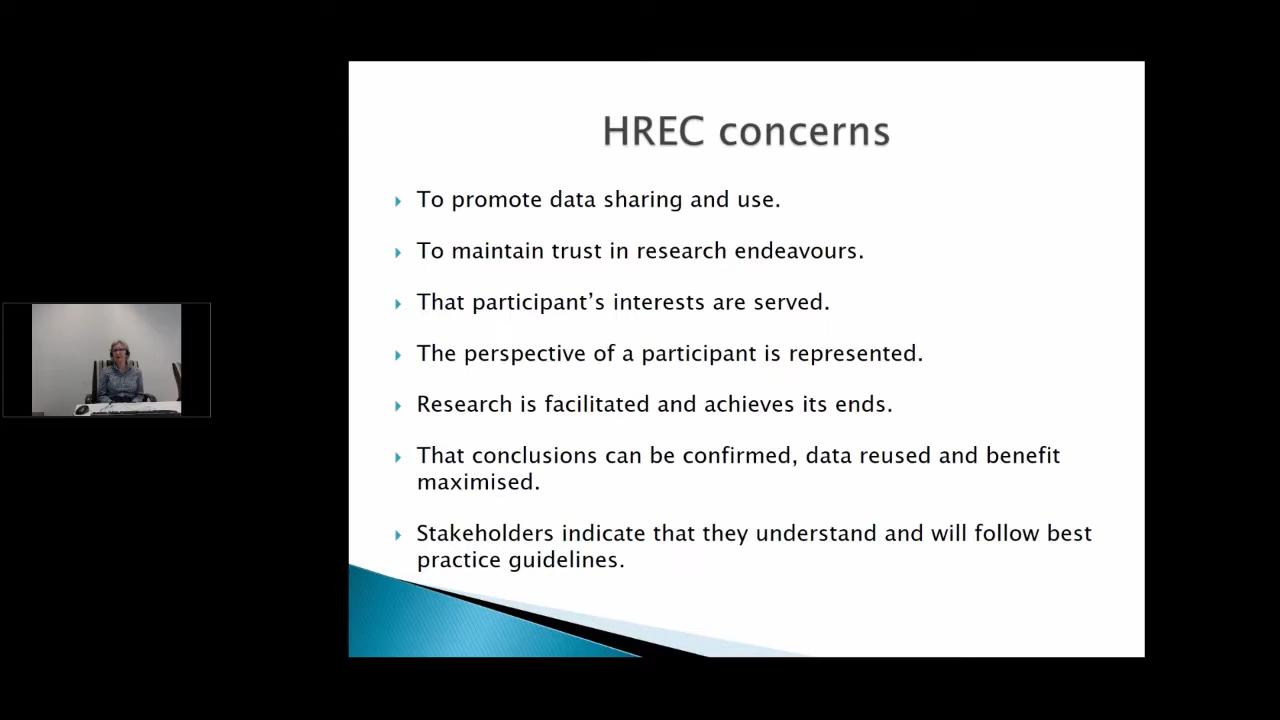 HREC concerns
To promote data sharing and use.
To maintain trust in research endeavours.
That participant's interests are served.
The perspective of a participant is represented.
Research is facilitated and achieves its ends.
That conclusions can be confirmed, data reused and benefit
maximised.
Stakeholders indicate that they understand and will follow best
practice guidelines.